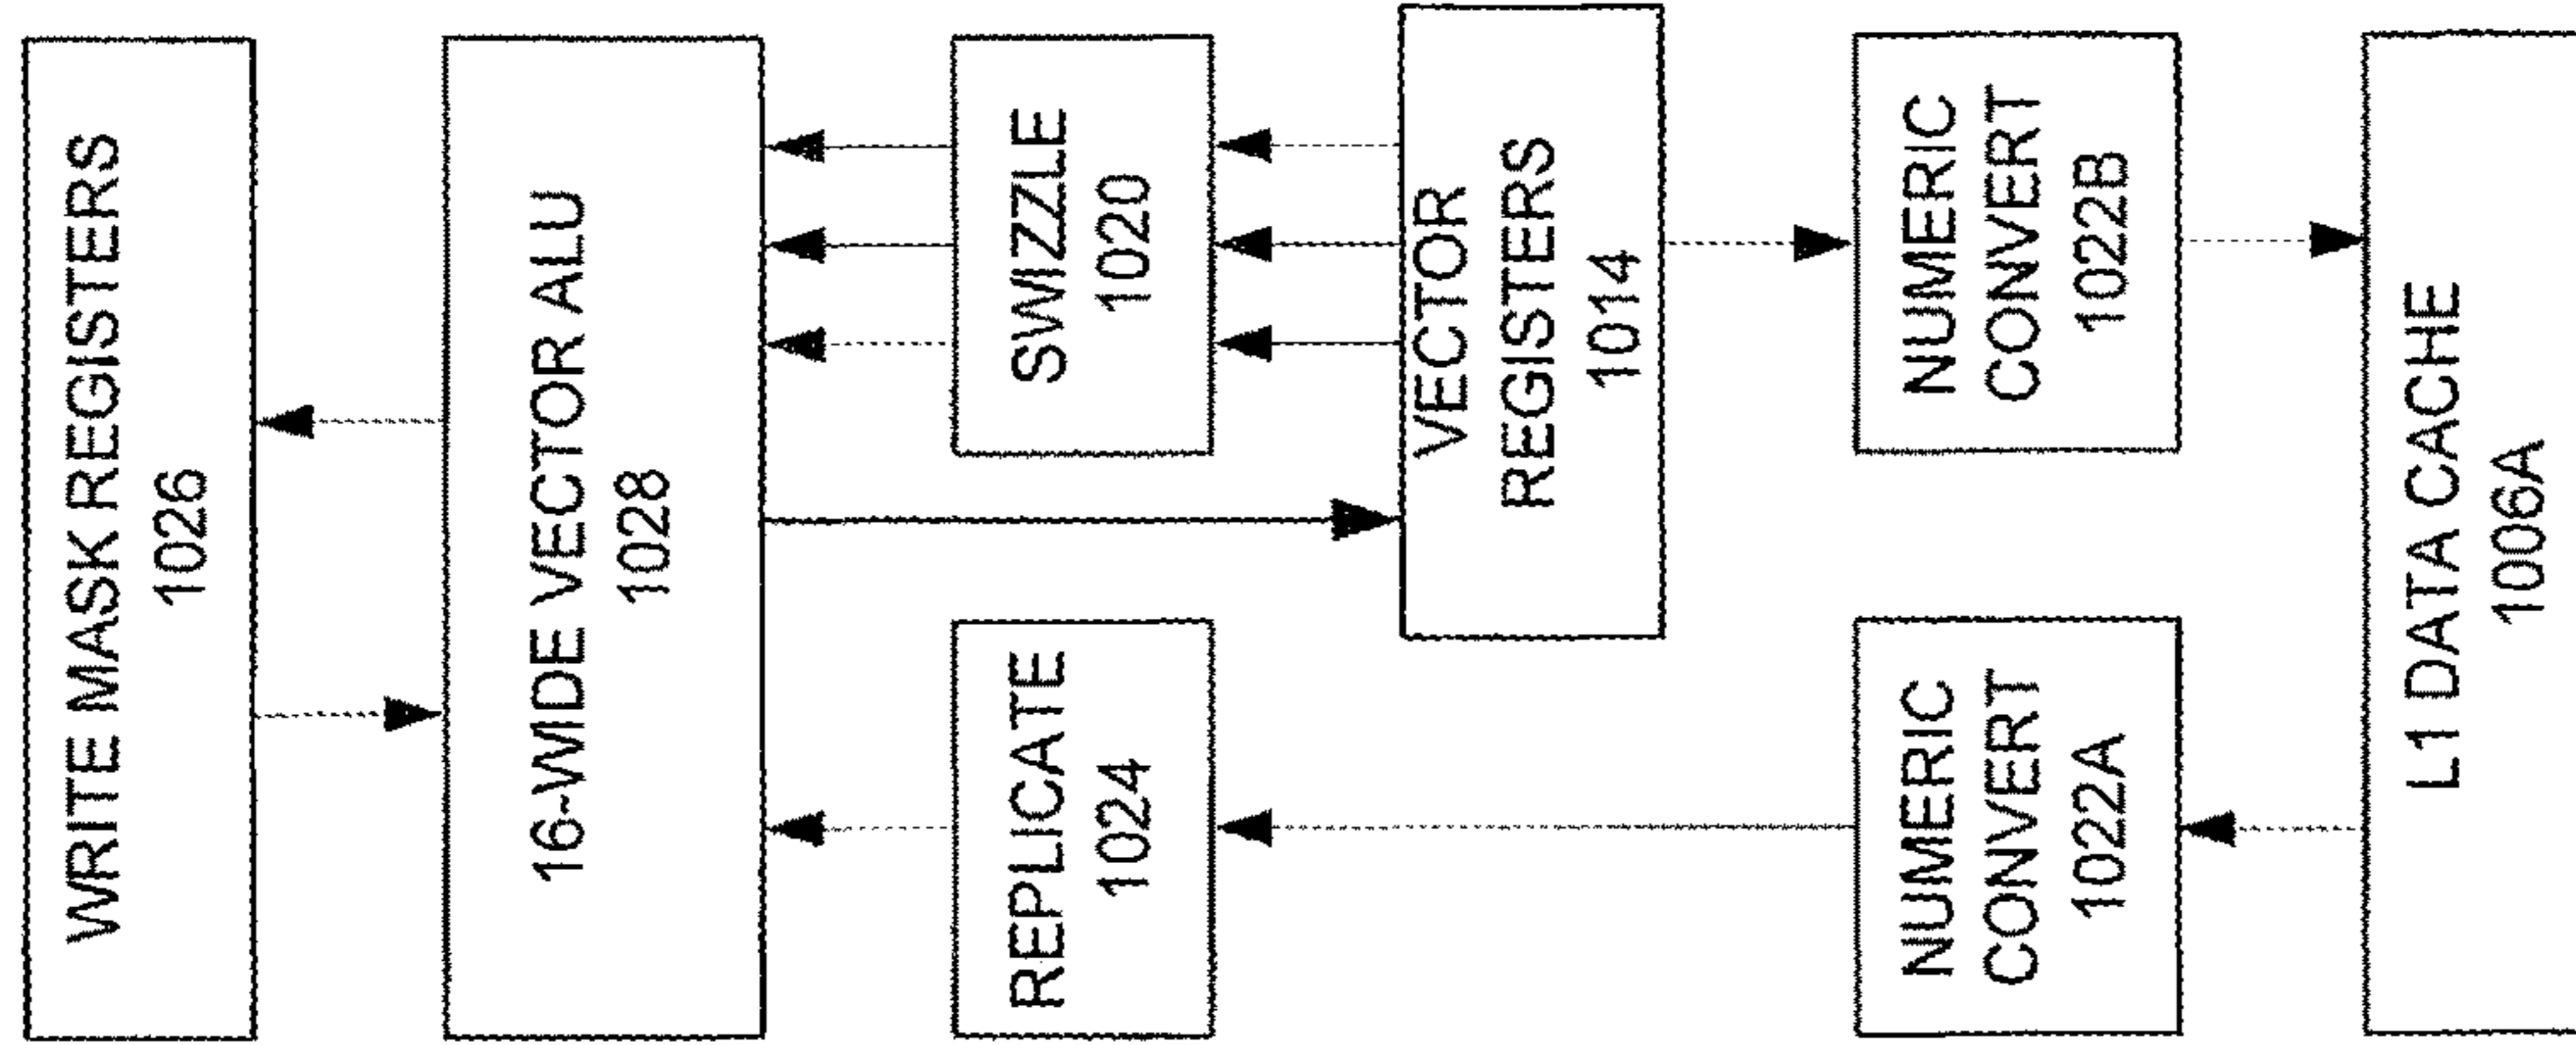 WRITE MASK REGISTERS
1026
16-WIDE VECTOR ALU
1028
REPLICATE
1024
SWIZZLE
1020
VECTOR
REGISTERS
1014
NUMERIC
CONVERT
1022A
NUMERIC
CONVERT
1022B
L1 DATA CACHE
1006A